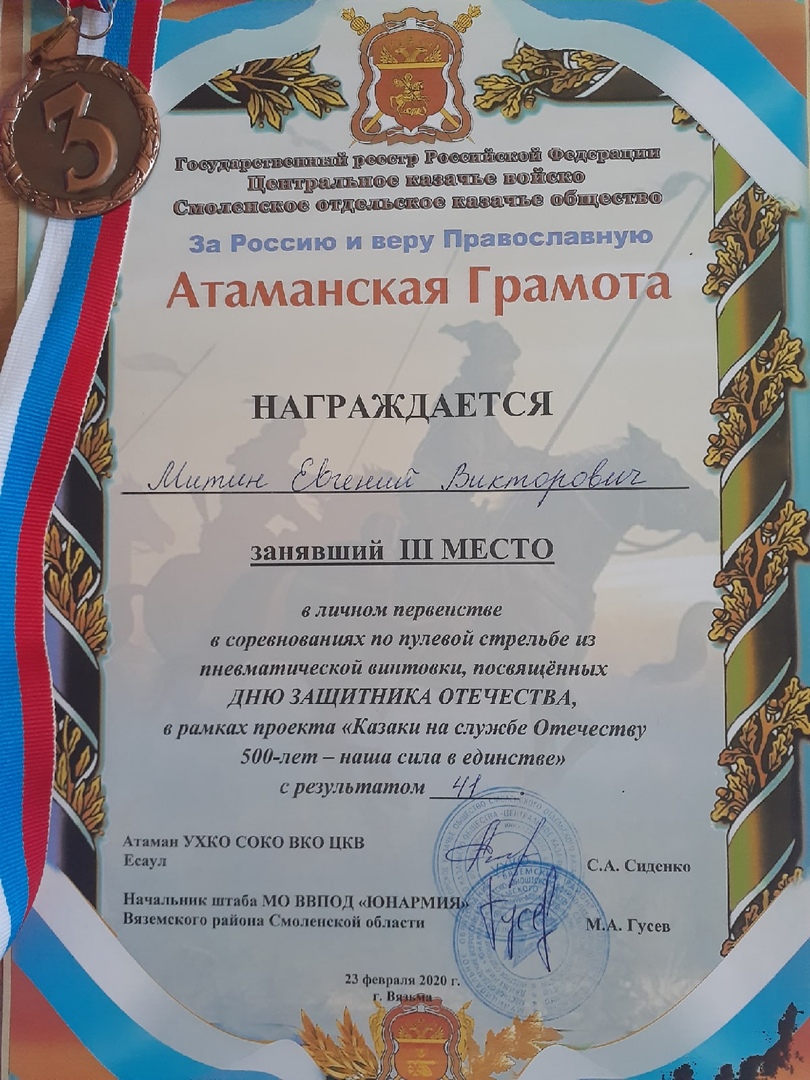 3
Государственный реестр Российской Федерации
Центральное казачье войско
Смоленское отдельское казачье общество
За Россию и веру Православную
Атаманская Грамота
НАГРАЖДАЕТСЯ
Митин Евгений Викторович
занявший III МЕСТО
в личном первенстве
в соревнованиях по пулевой стрельбе из
пневматической винтовки, посвящённых
ДНЮ ЗАЩИТНИКА ОТЕЧЕСТВА,
в рамках проекта «Казаки на службе Отечеству
500-лет – наша сила в единстве»
с результатом 41.
Атаман УХКО СОКО ВКО ЦКВ
Есаул С.А. Сиденко
Начальник штаба МО ВВПОД «ЮНАРМИЯ»
Вяземского района Смоленской области М.А. Гусев
23 февраля 2020 г.
г. Вязьма